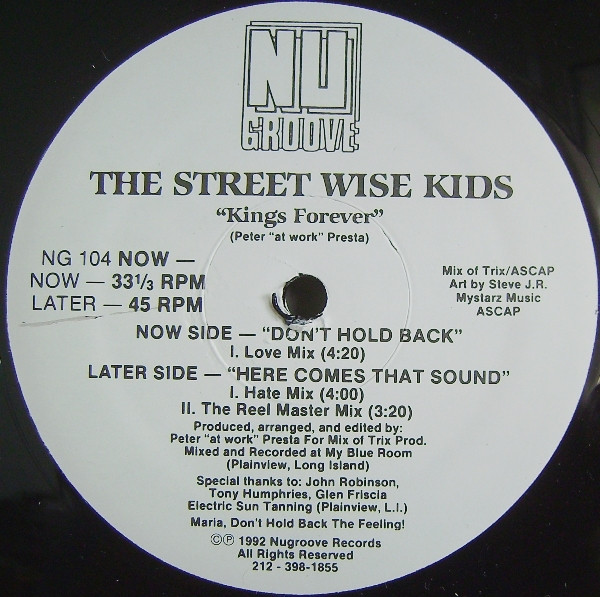 NU
GROOVE
THE STREET WISE KIDS
“Kings Forever”
(Peter “at work” Presta)
NG 104 NOW —
NOW — 33 1/3 RPM
LATER — 45 RPM
Mix of Trix/ASCAP
Art by Steve J.R.
Mystarz Music
ASCAP
NOW SIDE — “DON'T HOLD BACK”
I. Love Mix (4:20)
LATER SIDE — “HERE COMES THAT SOUND”
I. Hate Mix (4:00)
II. The Reel Master Mix (3:20)
Produced, arranged, and edited by:
Peter “at work” Presta For Mix of Trix Prod.
Mixed and Recorded at My Blue Room
(Plainview, Long Island)
Special thanks to: John Robinson,
Tony Humphries, Glen Friscia
Electric Sun Tanning (Plainview, L.I.)
Maria, Don't Hold Back The Feeling!
©℗ 1992 Nugroove Records
All Rights Reserved
212 - 398-1855